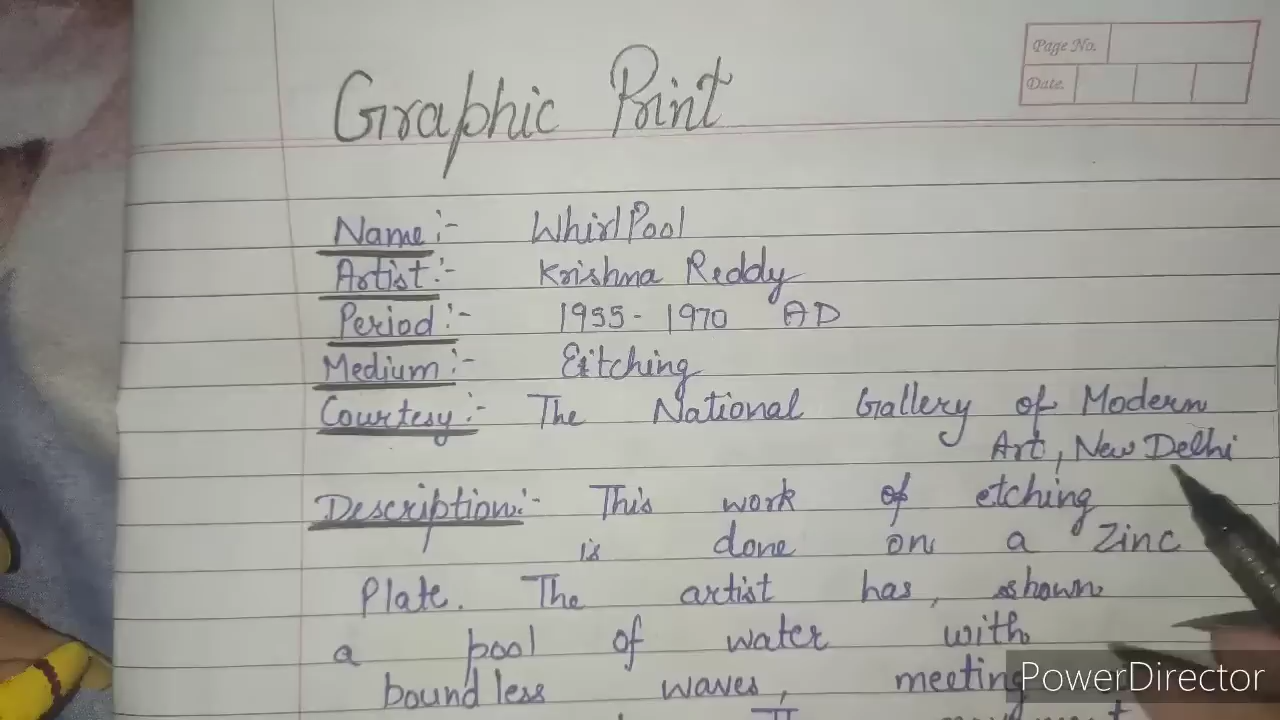 Graphic Print
Page No.
Date.
Name:- WhirlPool
Artist:- Krishna Reddy
Period:- 1955-1970 AD
Medium:- Eitching
Courtesy:- The National Gallery of Modern
Art, New Delhi
Description:- This work of etching
is done on a Zinc
Plate. The artist has, shown
a pool of water with
boundless waves, meeting
PowerDirector